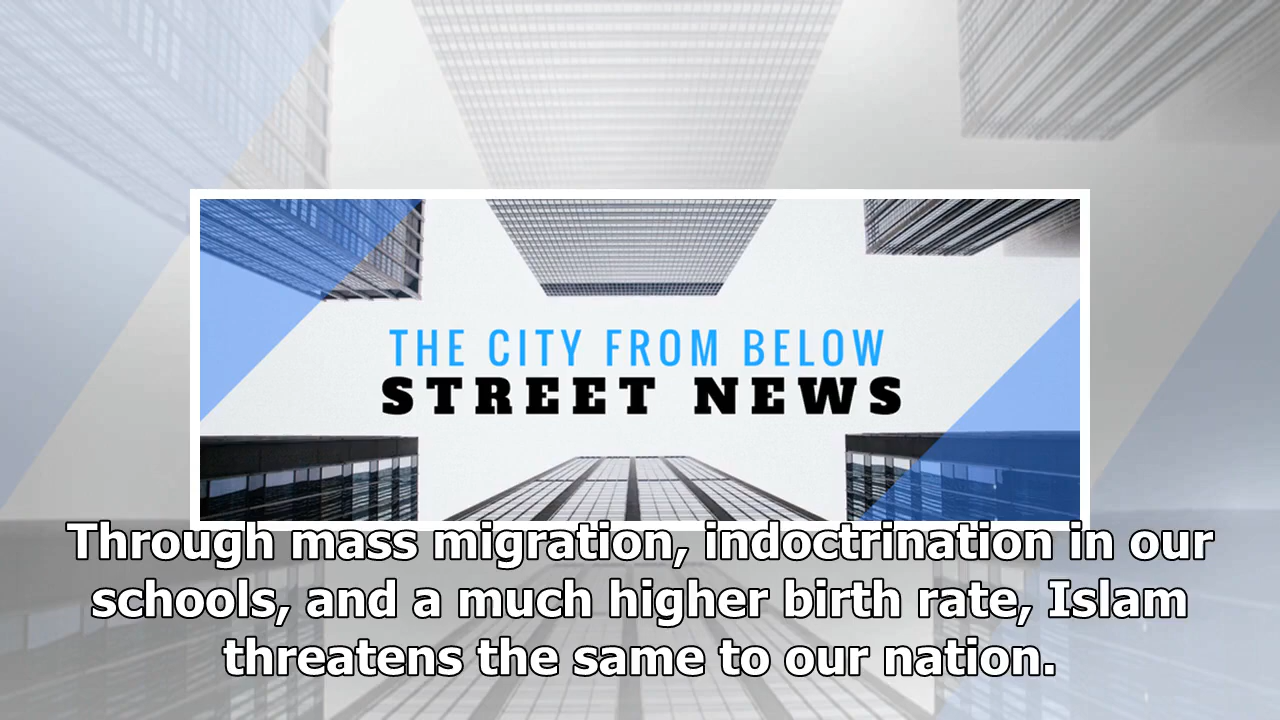 THE CITY FROM BELOW
STREET NEWS
Through mass migration, indoctrination in our
schools, and a much higher birth rate, Islam
threatens the same to our nation.